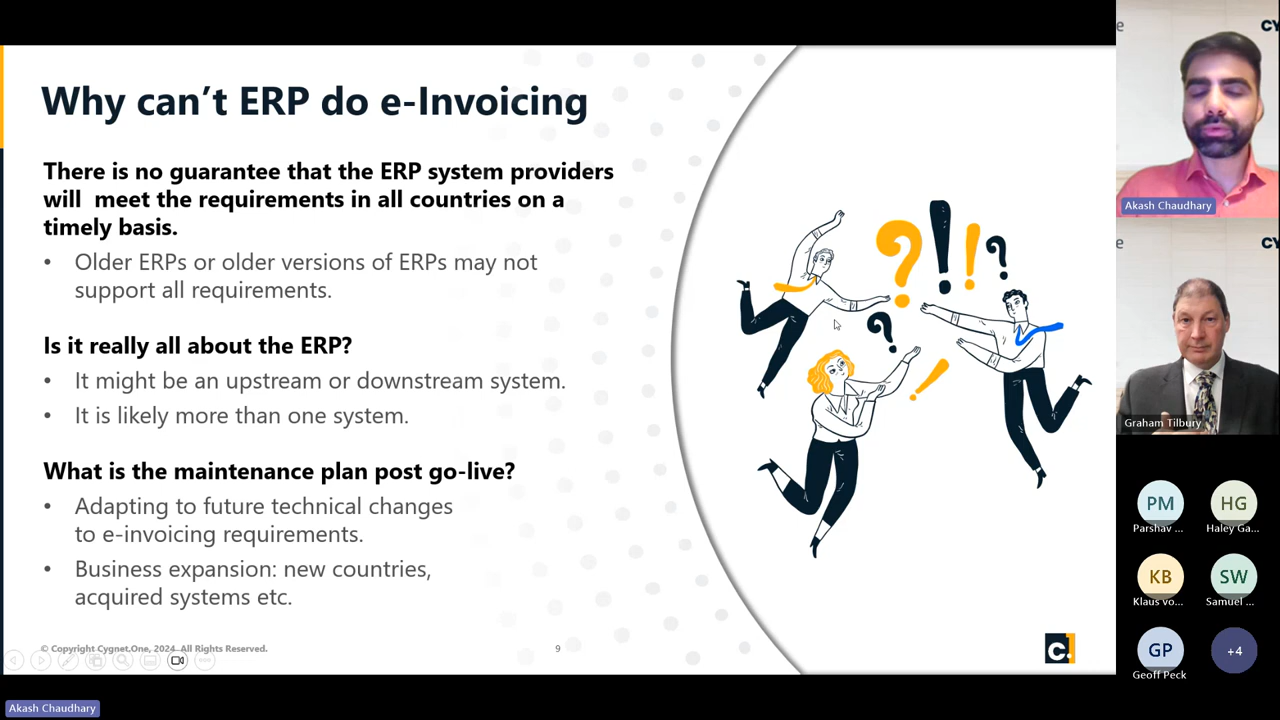 Why can’t ERP do e-Invoicing
There is no guarantee that the ERP system providers
will meet the requirements in all countries on a
timely basis.
• Older ERPs or older versions of ERPs may not
support all requirements.
Is it really all about the ERP?
• It might be an upstream or downstream system.
• It is likely more than one system.
What is the maintenance plan post go-live?
• Adapting to future technical changes
to e-invoicing requirements.
• Business expansion: new countries,
acquired systems etc.
© Copyright Cygnet.One, 2024 All Rights Reserved.
9
c.
Akash Chaudhary
e
CY
Akash Chaudhary
e
CY
Graham Tilbury
PM
Parshav ...
HG
Haley Ga...
KB
Klaus vo...
SW
Samuel ...
GP
Geoff Peck
+4